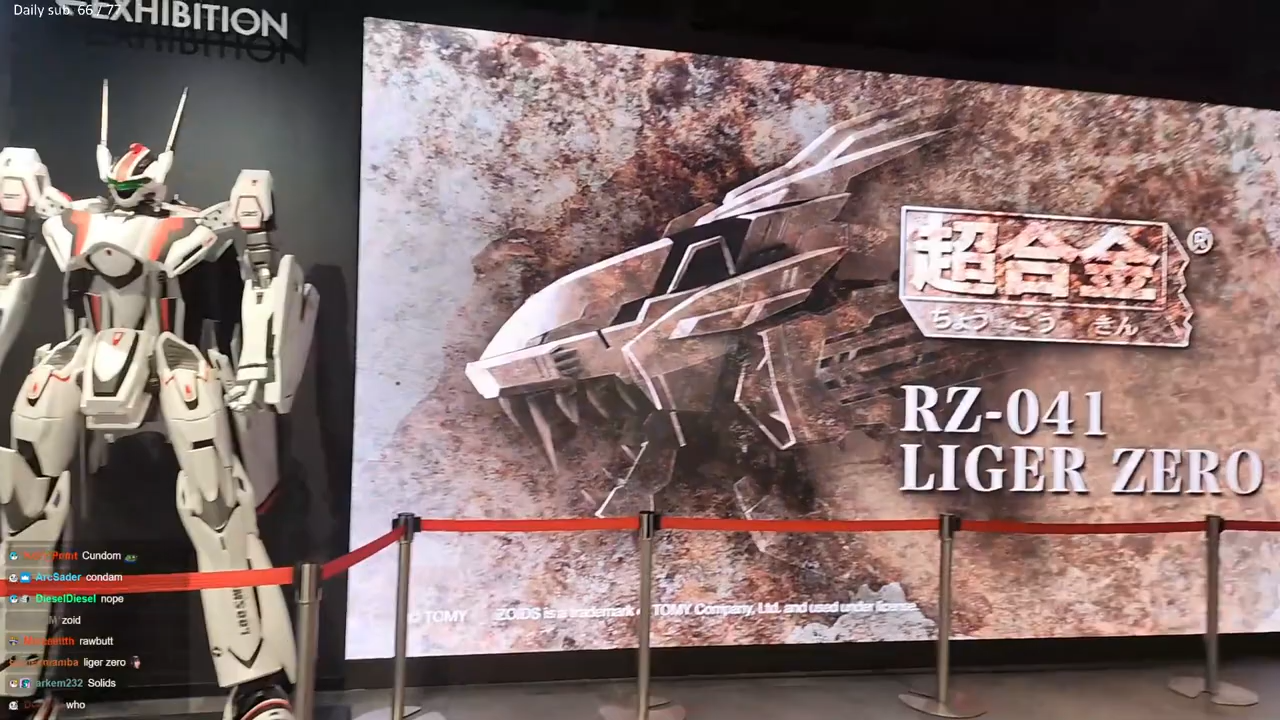 Daily sub: 66 / 77
EXHIBITION
超合金®
ちょうごうきん
RZ-041
LIGER ZERO
© TOMY ZOIDS is a trademark of TOMY Company, Ltd. and used under license.
Cundom
ArcSader condam
DieselDiesel nope
zoid
rawbutt
liger zero
arkem232 Solids
who